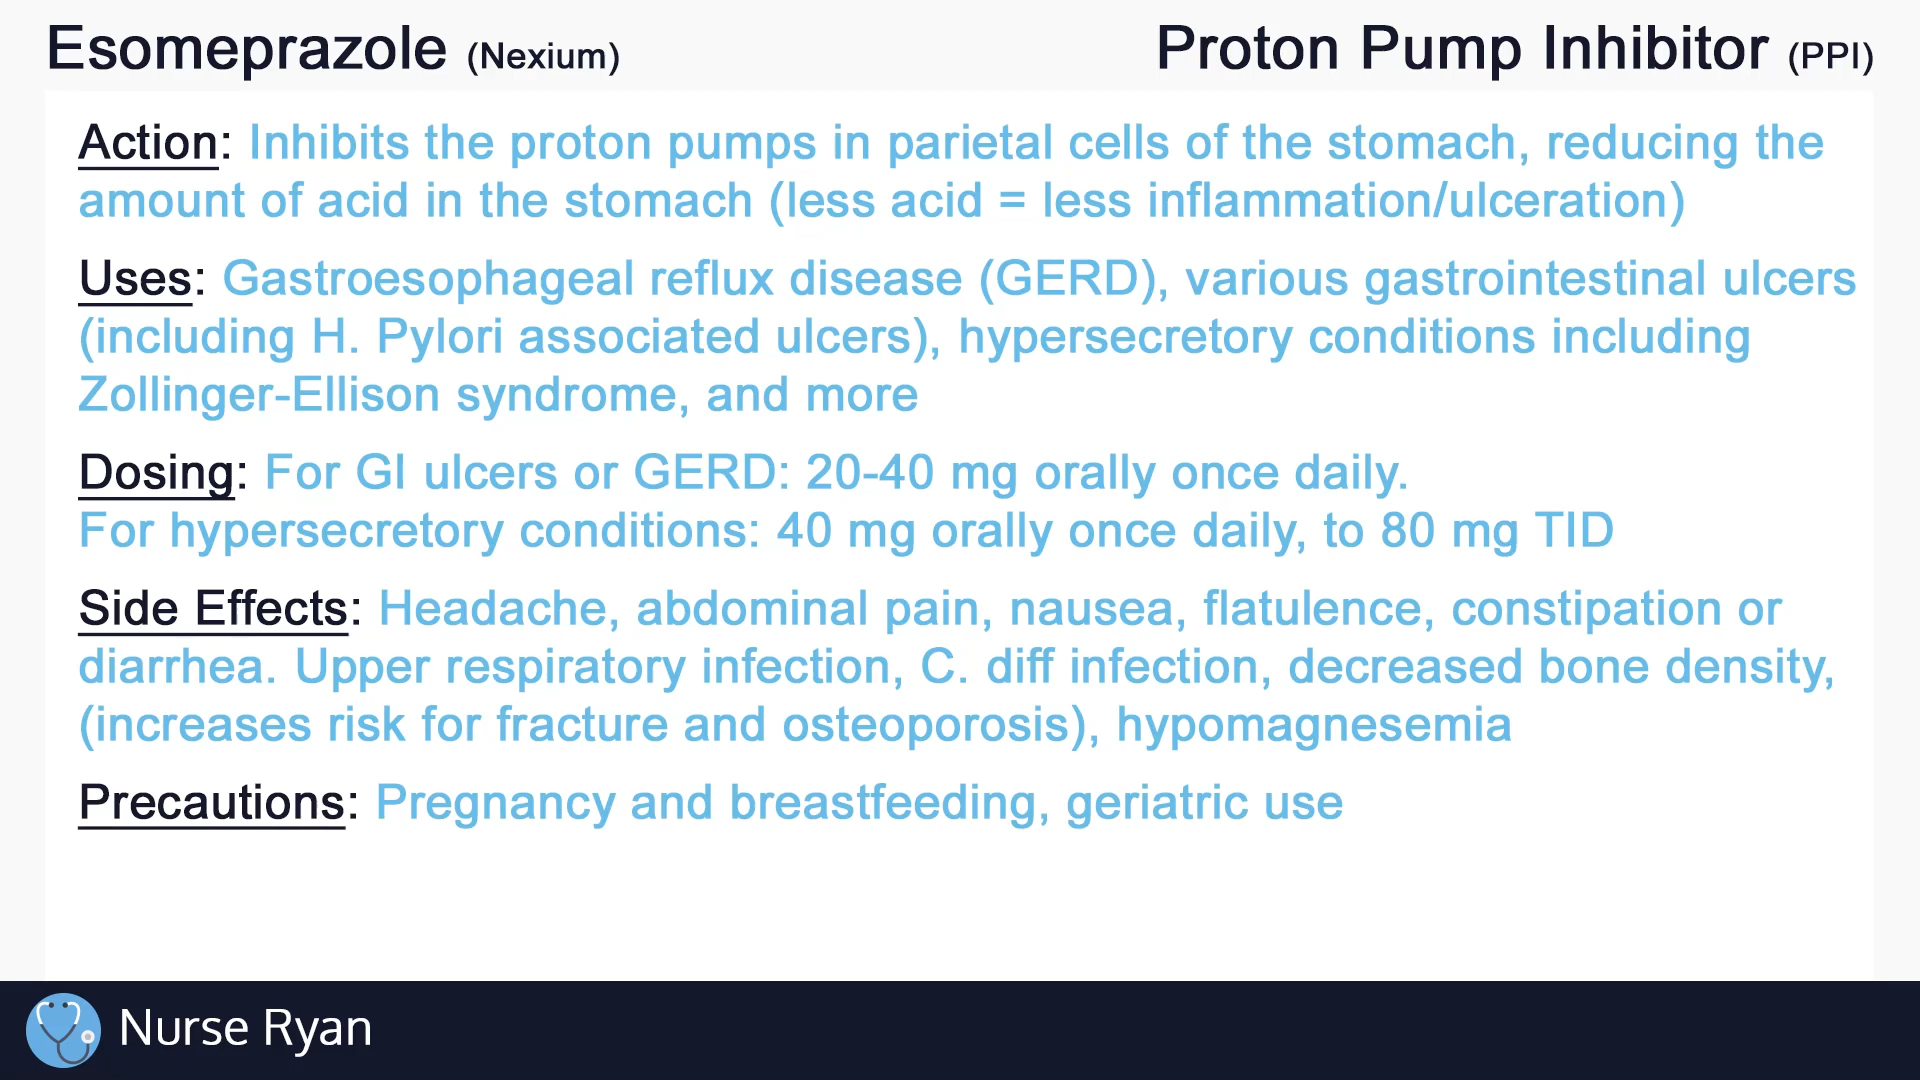 Esomeprazole (Nexium)
Proton Pump Inhibitor (PPI)
Action: Inhibits the proton pumps in parietal cells of the stomach, reducing the
amount of acid in the stomach (less acid = less inflammation/ulceration)
Uses: Gastroesophageal reflux disease (GERD), various gastrointestinal ulcers
(including H. Pylori associated ulcers), hypersecretory conditions including
Zollinger-Ellison syndrome, and more
Dosing: For GI ulcers or GERD: 20-40 mg orally once daily.
For hypersecretory conditions: 40 mg orally once daily, to 80 mg TID
Side Effects: Headache, abdominal pain, nausea, flatulence, constipation or
diarrhea. Upper respiratory infection, C. diff infection, decreased bone density,
(increases risk for fracture and osteoporosis), hypomagnesemia
Precautions: Pregnancy and breastfeeding, geriatric use
Nurse Ryan